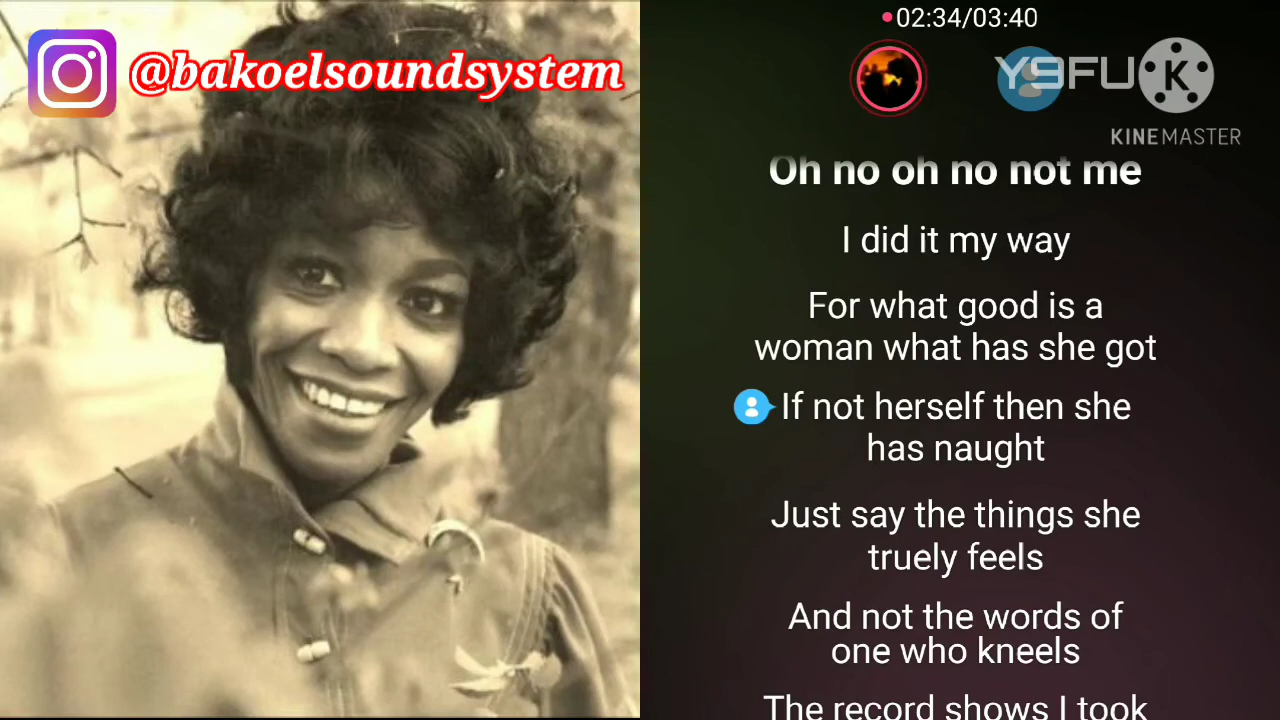 @bakoelsoundsystem
02:34/03:40
Y9FU
K
KINEMASTER
Oh no oh no not me
I did it my way
For what good is a
woman what has she got
If not herself then she
has naught
Just say the things she
truely feels
And not the words of
one who kneels
The record shows I took